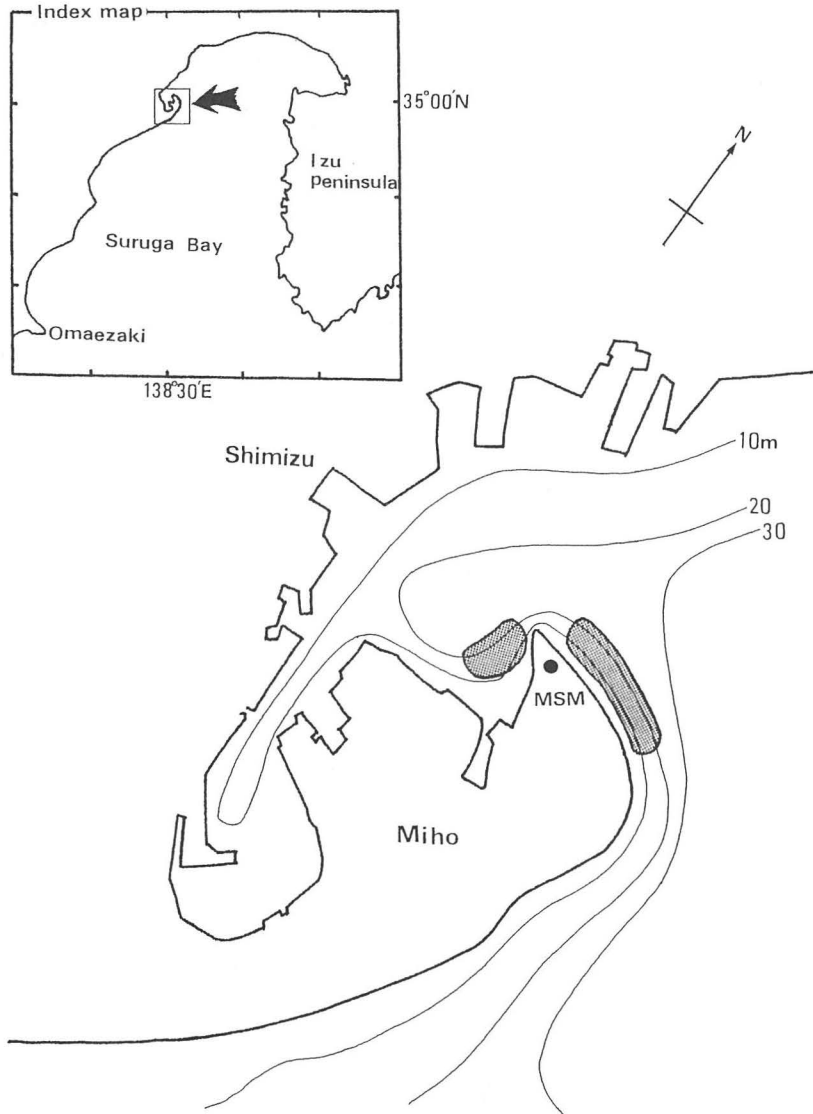 Index map
35°00'N
Izu
peninsula
Suruga Bay
Omaezaki
138°30'E
N
Shimizu
10m
20
30
MSM
Miho